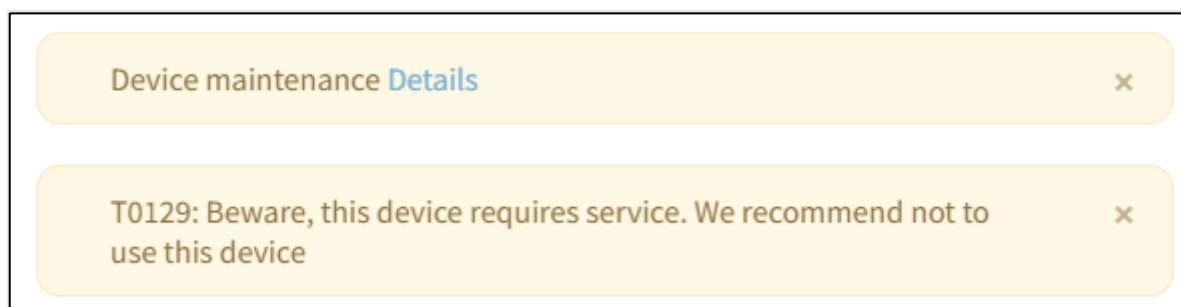 Device maintenance Details
T0129: Beware, this device requires service. We recommend not to
use this device